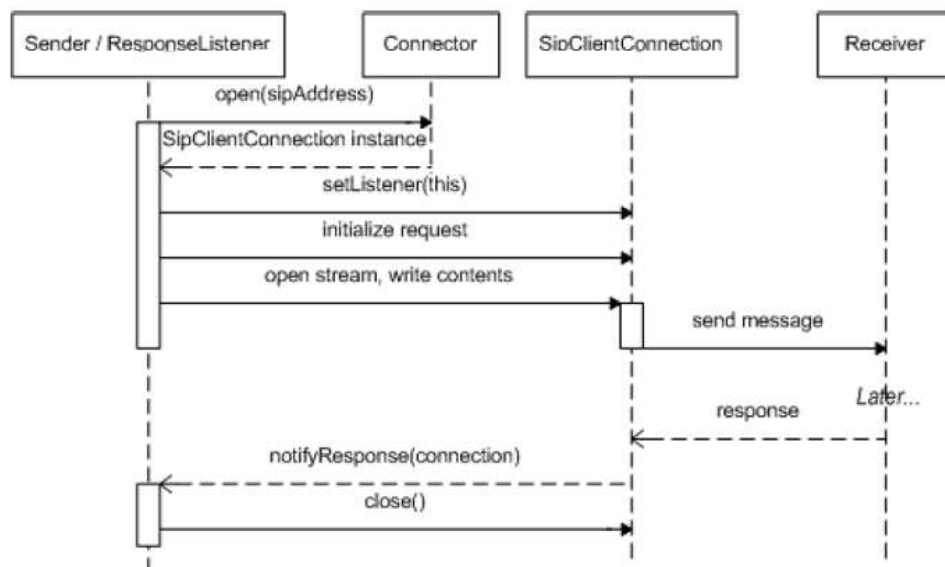 Sender / ResponseListener
Connector
SipClientConnection
Receiver
open(sipAddress)
SipClientConnection instance
setListener(this)
initialize request
open stream, write contents
send message
Later...
response
notifyResponse(connection)
close()